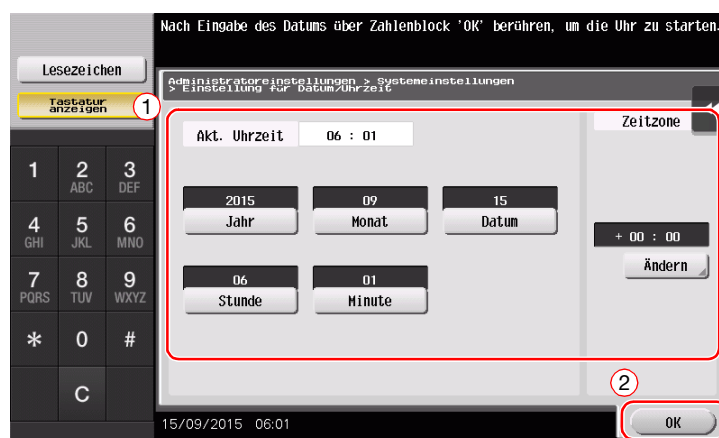 Nach Eingabe des Datums über Zahlenblock 'OK' berühren, um die Uhr zu starten.
Lesezeichen
Tastatur
anzeigen
1
Administratoreinstellungen > Systemeinstellungen
> Einstellung für Datum/Uhrzeit
Akt. Uhrzeit 06 : 01
Zeitzone
2015 09 15
Jahr Monat Datum
+ 00 : 00
Ändern
06 01
Stunde Minute
1 2 3
ABC DEF
4 5 6
GHI JKL MNO
7 8 9
PQRS TUV WXYZ
* 0 #
C
2
OK
15/09/2015 06:01